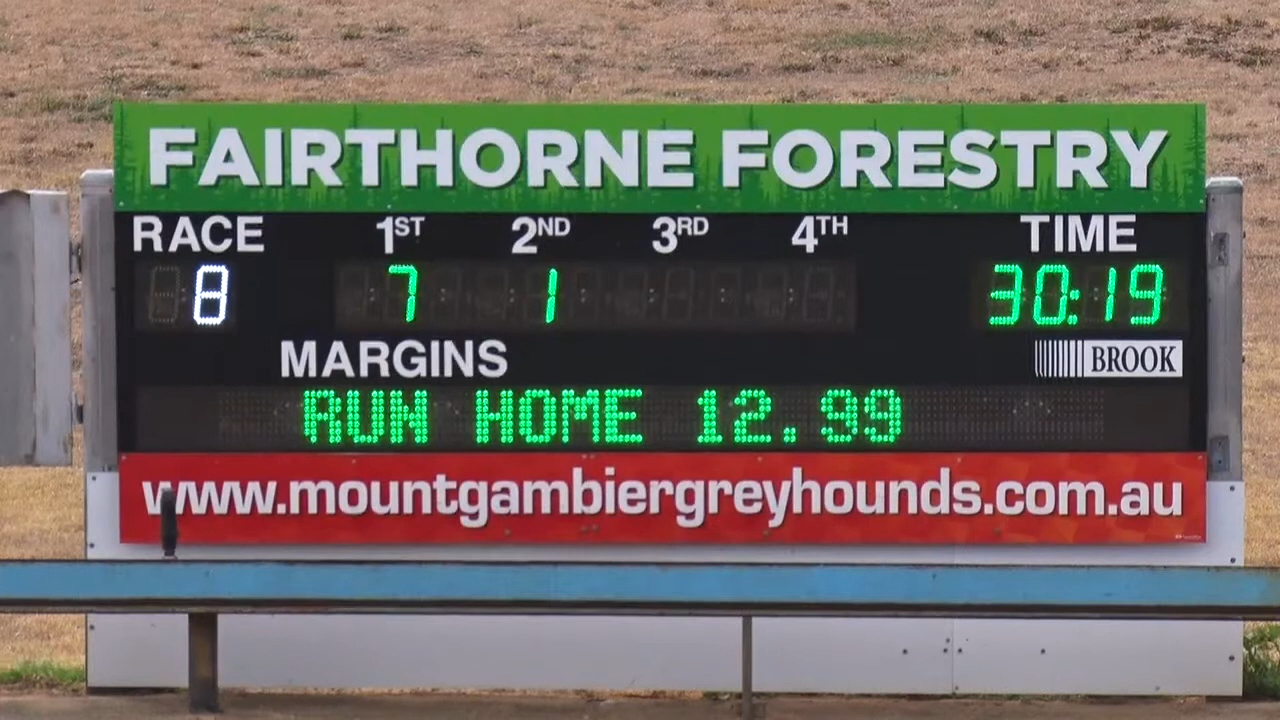 FAIRTHORNE FORESTRY
RACE 1ST 2ND 3RD 4TH TIME
8 7 1 30:19
MARGINS BROOK
RUN HOME 12.99
www.mountgambiergreyhounds.com.au